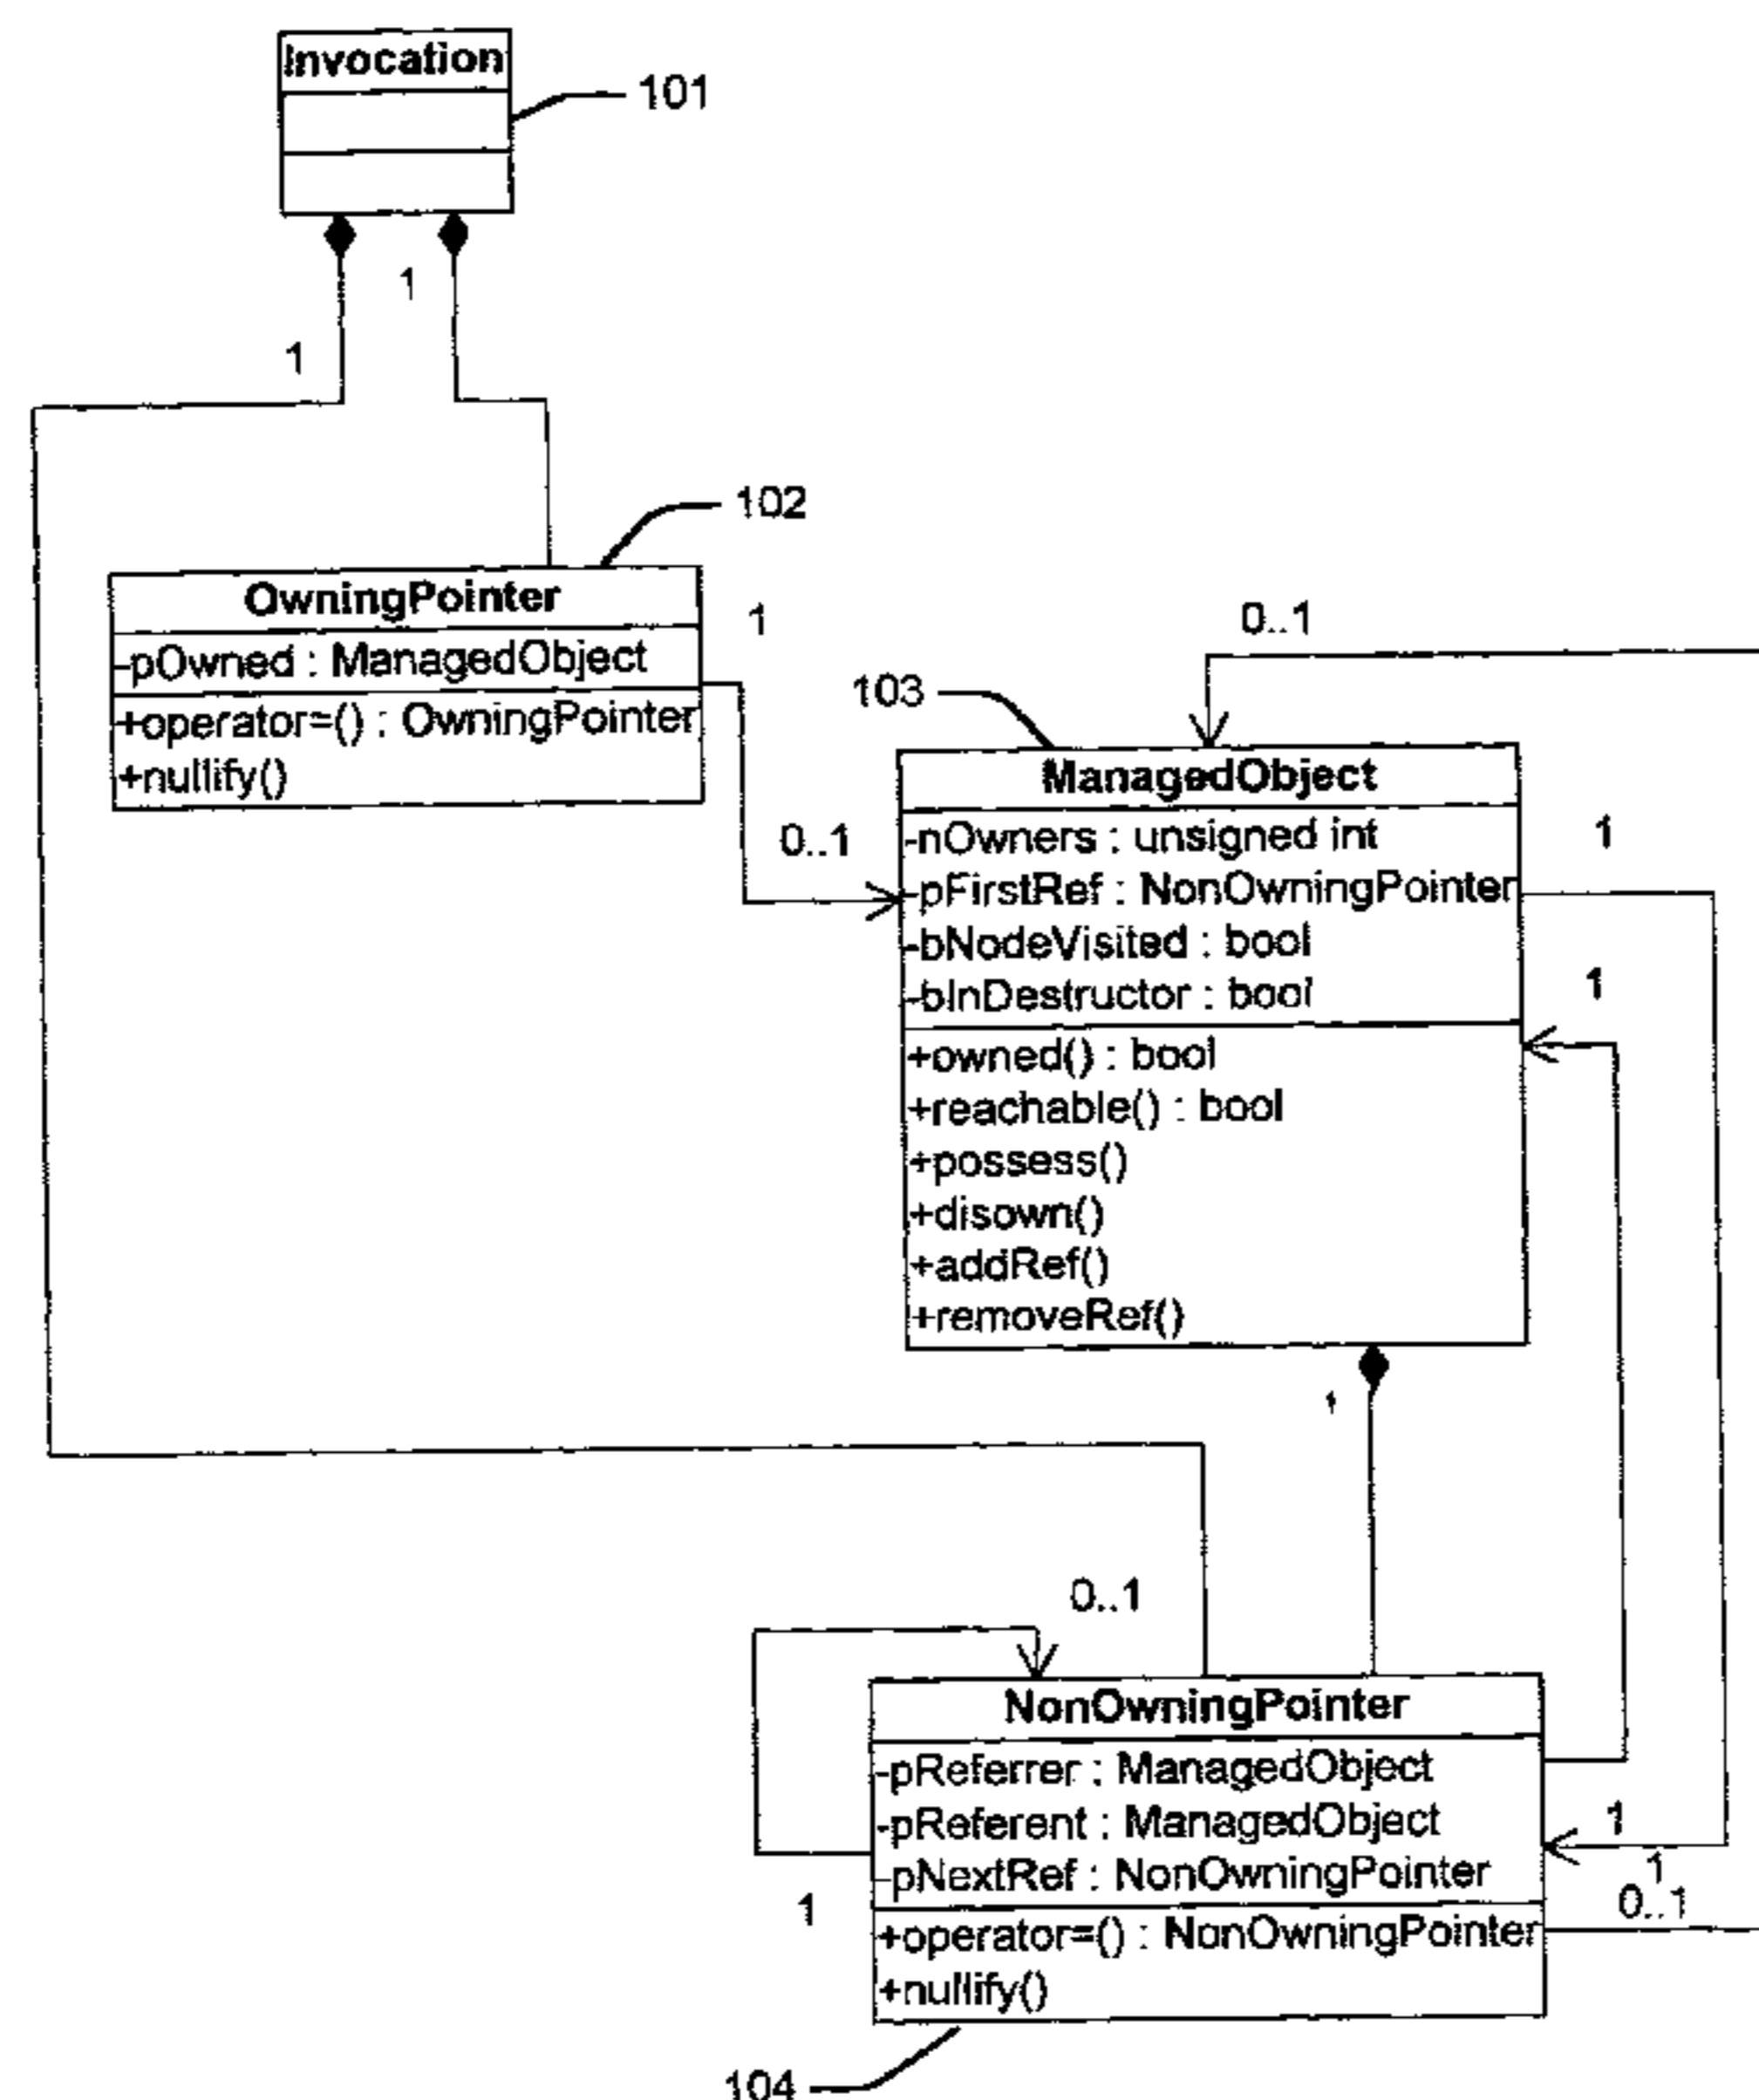 Invocation
101
1
1
102
OwningPointer
-pOwned : ManagedObject
+operator=() : OwningPointer
+nullify()
1
0..1
0..1
103
ManagedObject
-nOwners : unsigned int
-pFirstRef : NonOwningPointer
-bNodeVisited : bool
-bInDestructor : bool
+owned() : bool
+reachable() : bool
+possess()
+disown()
+addRef()
+removeRef()
1
1
1
0..1
NonOwningPointer
-pReferrer : ManagedObject
-pReferent : ManagedObject
-pNextRef : NonOwningPointer
+operator=() : NonOwningPointer
+nullify()
1
1
1
0..1
104